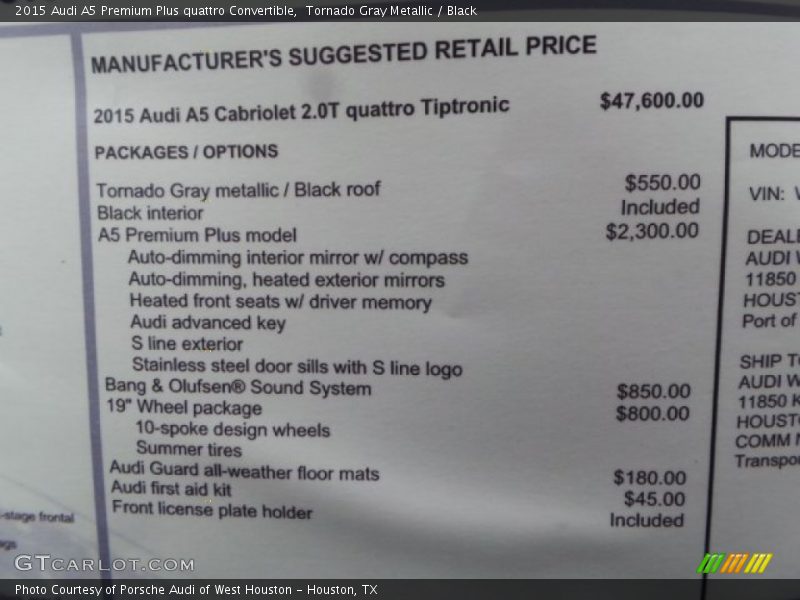 2015 Audi A5 Premium Plus quattro Convertible, Tornado Gray Metallic / Black
MANUFACTURER'S SUGGESTED RETAIL PRICE
2015 Audi A5 Cabriolet 2.0T quattro Tiptronic $47,600.00
PACKAGES / OPTIONS
Tornado Gray metallic / Black roof $550.00
Black interior Included
A5 Premium Plus model $2,300.00
Auto-dimming interior mirror w/ compass
Auto-dimming, heated exterior mirrors
Heated front seats w/ driver memory
Audi advanced key
S line exterior
Stainless steel door sills with S line logo
Bang & Olufsen® Sound System $850.00
19" Wheel package $800.00
10-spoke design wheels
Summer tires
Audi Guard all-weather floor mats $180.00
Audi first aid kit $45.00
Front license plate holder Included
MODE
VIN:
DEALE
AUDI
11850
HOUST
Port of
SHIP TO
AUDI W
11850 K
HOUSTO
COMM
Transpo
-stage frontal
GTCARLOT.COM
Photo Courtesy of Porsche Audi of West Houston - Houston, TX